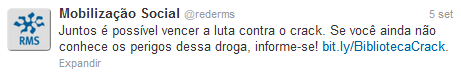 Mobilização Social @rederms 5 set
Juntos é possível vencer a luta contra o crack. Se você ainda não
conhece os perigos dessa droga, informe-se! bit.ly/BibliotecaCrack.
Expandir
RMS